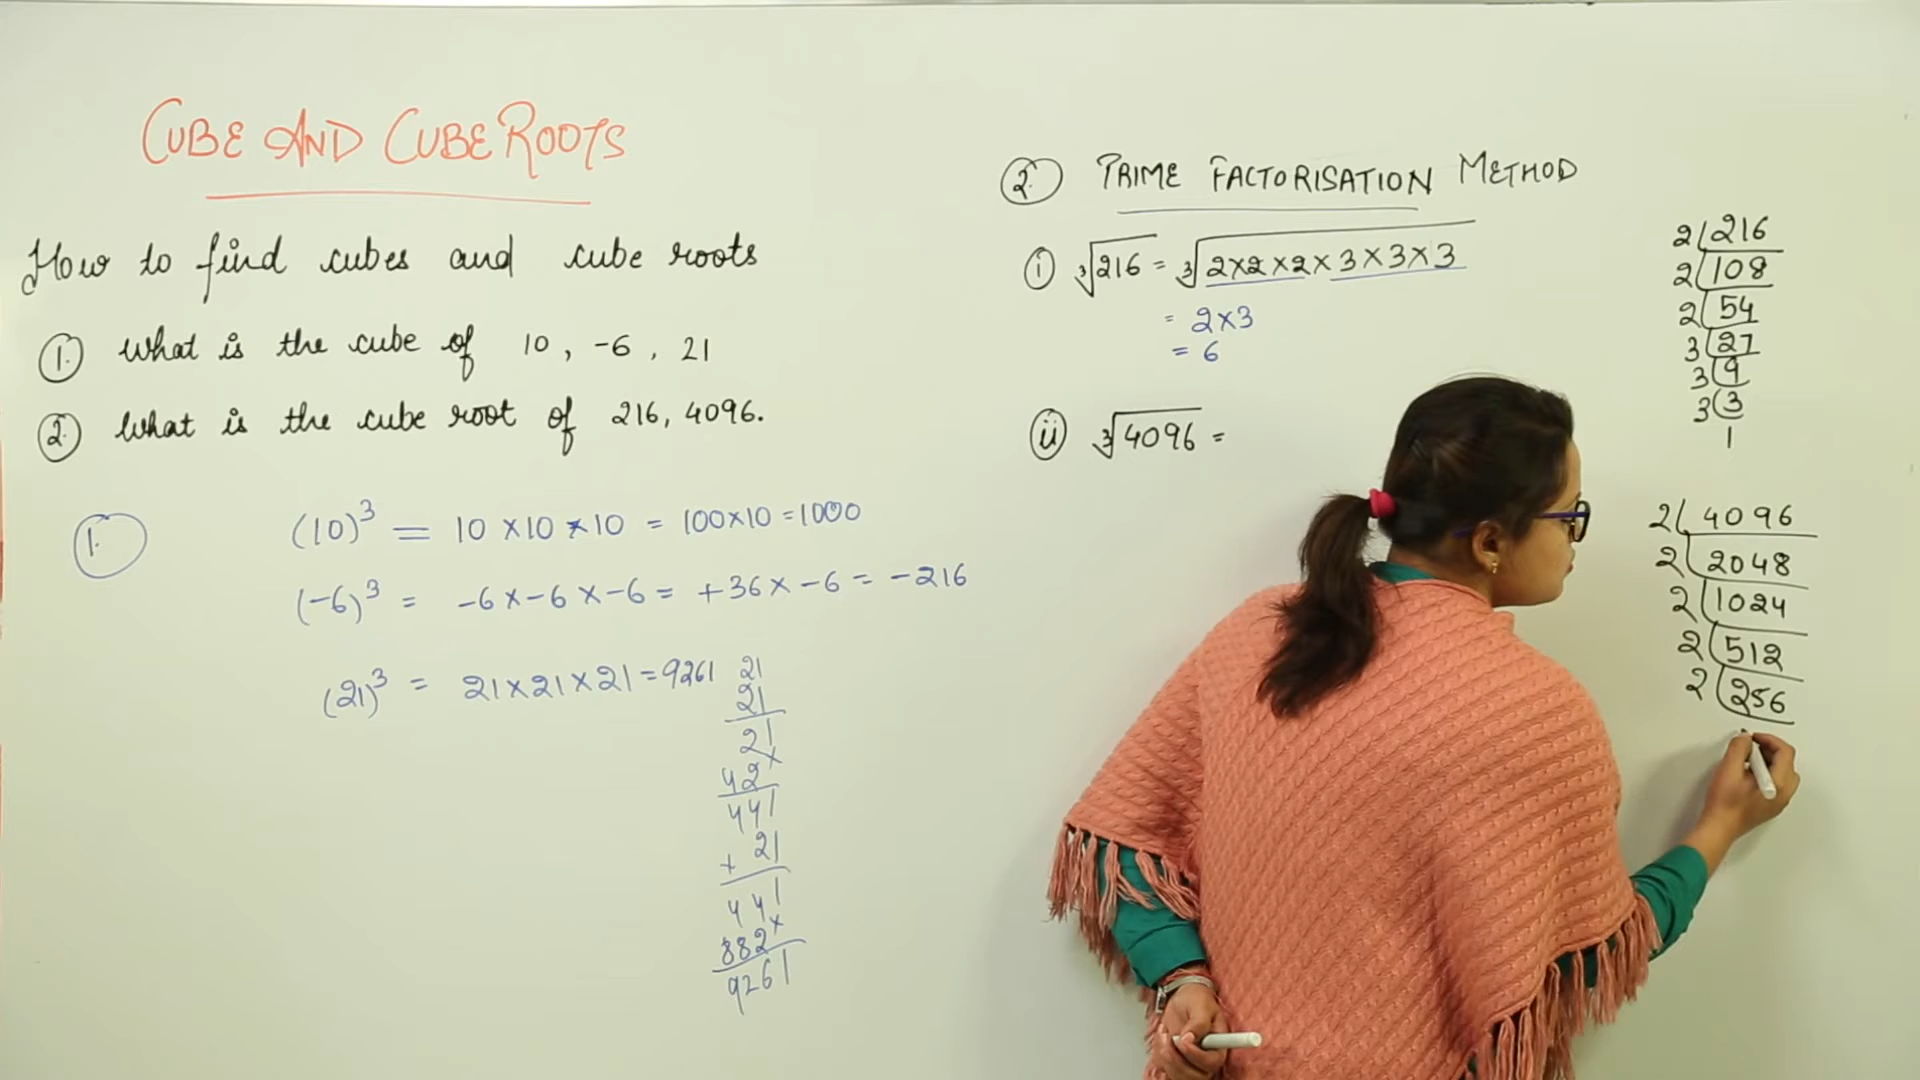 CUBE AND CUBE ROOTS
How to find cubes and cube roots
1. What is the cube of 10, -6, 21
2. What is the cube root of 216, 4096.
1.
(10)³ = 10 × 10 × 10 = 100×10 = 1000
(-6)³ = -6 × -6 × -6 = +36 × -6 = -216
(21)³ = 21 × 21 × 21 = 9261
21
21
21
42×
441
× 21
441
882×
9261
2. PRIME FACTORISATION METHOD
i ∛216 = ∛2×2×2×3×3×3
= 2×3
= 6
ii ∛4096 =
2 216
2 108
2 54
3 27
3 9
3 3
1
2 4096
2 2048
2 1024
2 512
2 256